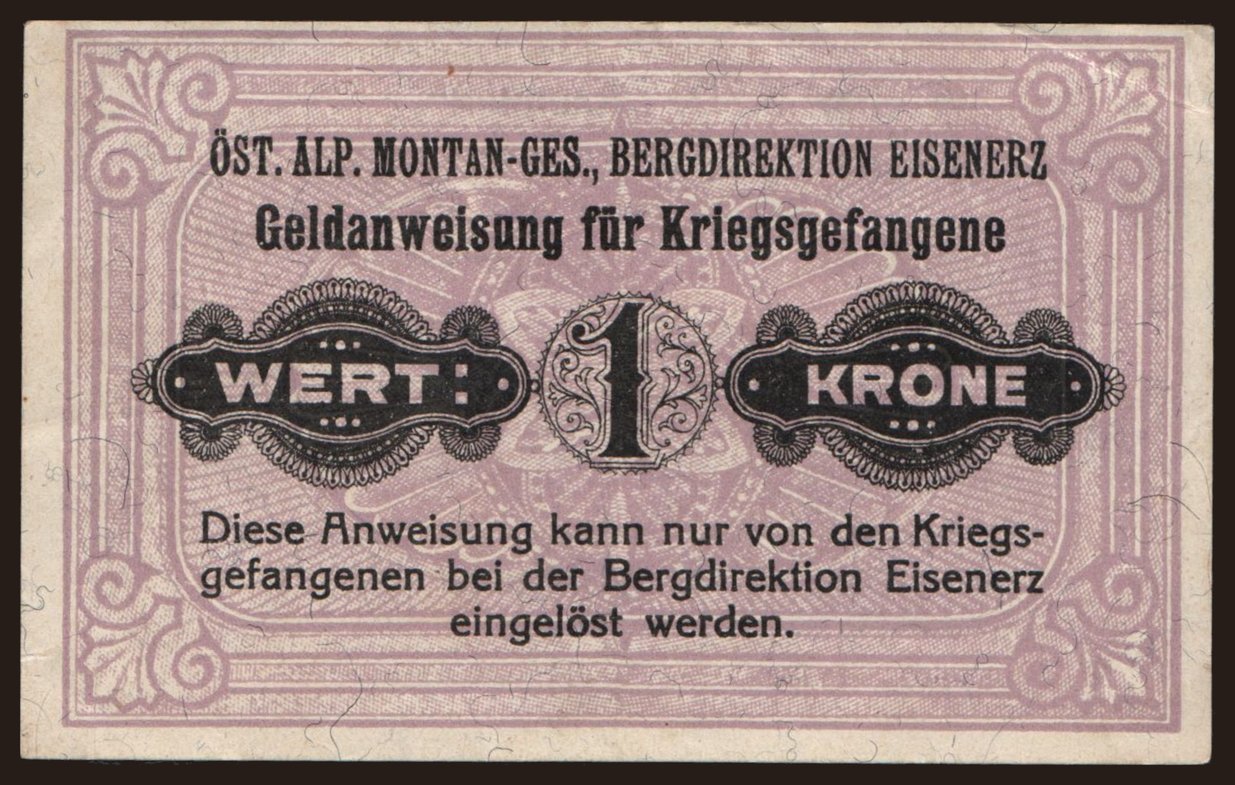 ÖST. ALP. MONTAN-GES., BERGDIREKTION EISENERZ
Geldanweisung für Kriegsgefangene
WERT: 1 KRONE
Diese Anweisung kann nur von den Kriegs-
gefangenen bei der Bergdirektion Eisenerz
eingelöst werden.